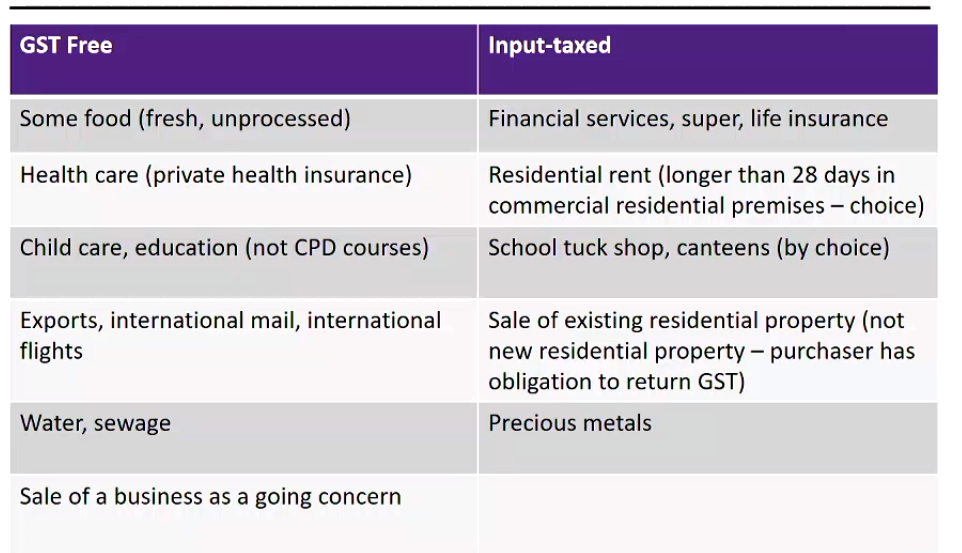 GST Free
Input-taxed
Some food (fresh, unprocessed)
Financial services, super, life insurance
Health care (private health insurance)
Residential rent (longer than 28 days in
commercial residential premises – choice)
Child care, education (not CPD courses)
School tuck shop, canteens (by choice)
Exports, international mail, international
flights
Sale of existing residential property (not
new residential property – purchaser has
obligation to return GST)
Water, sewage
Precious metals
Sale of a business as a going concern